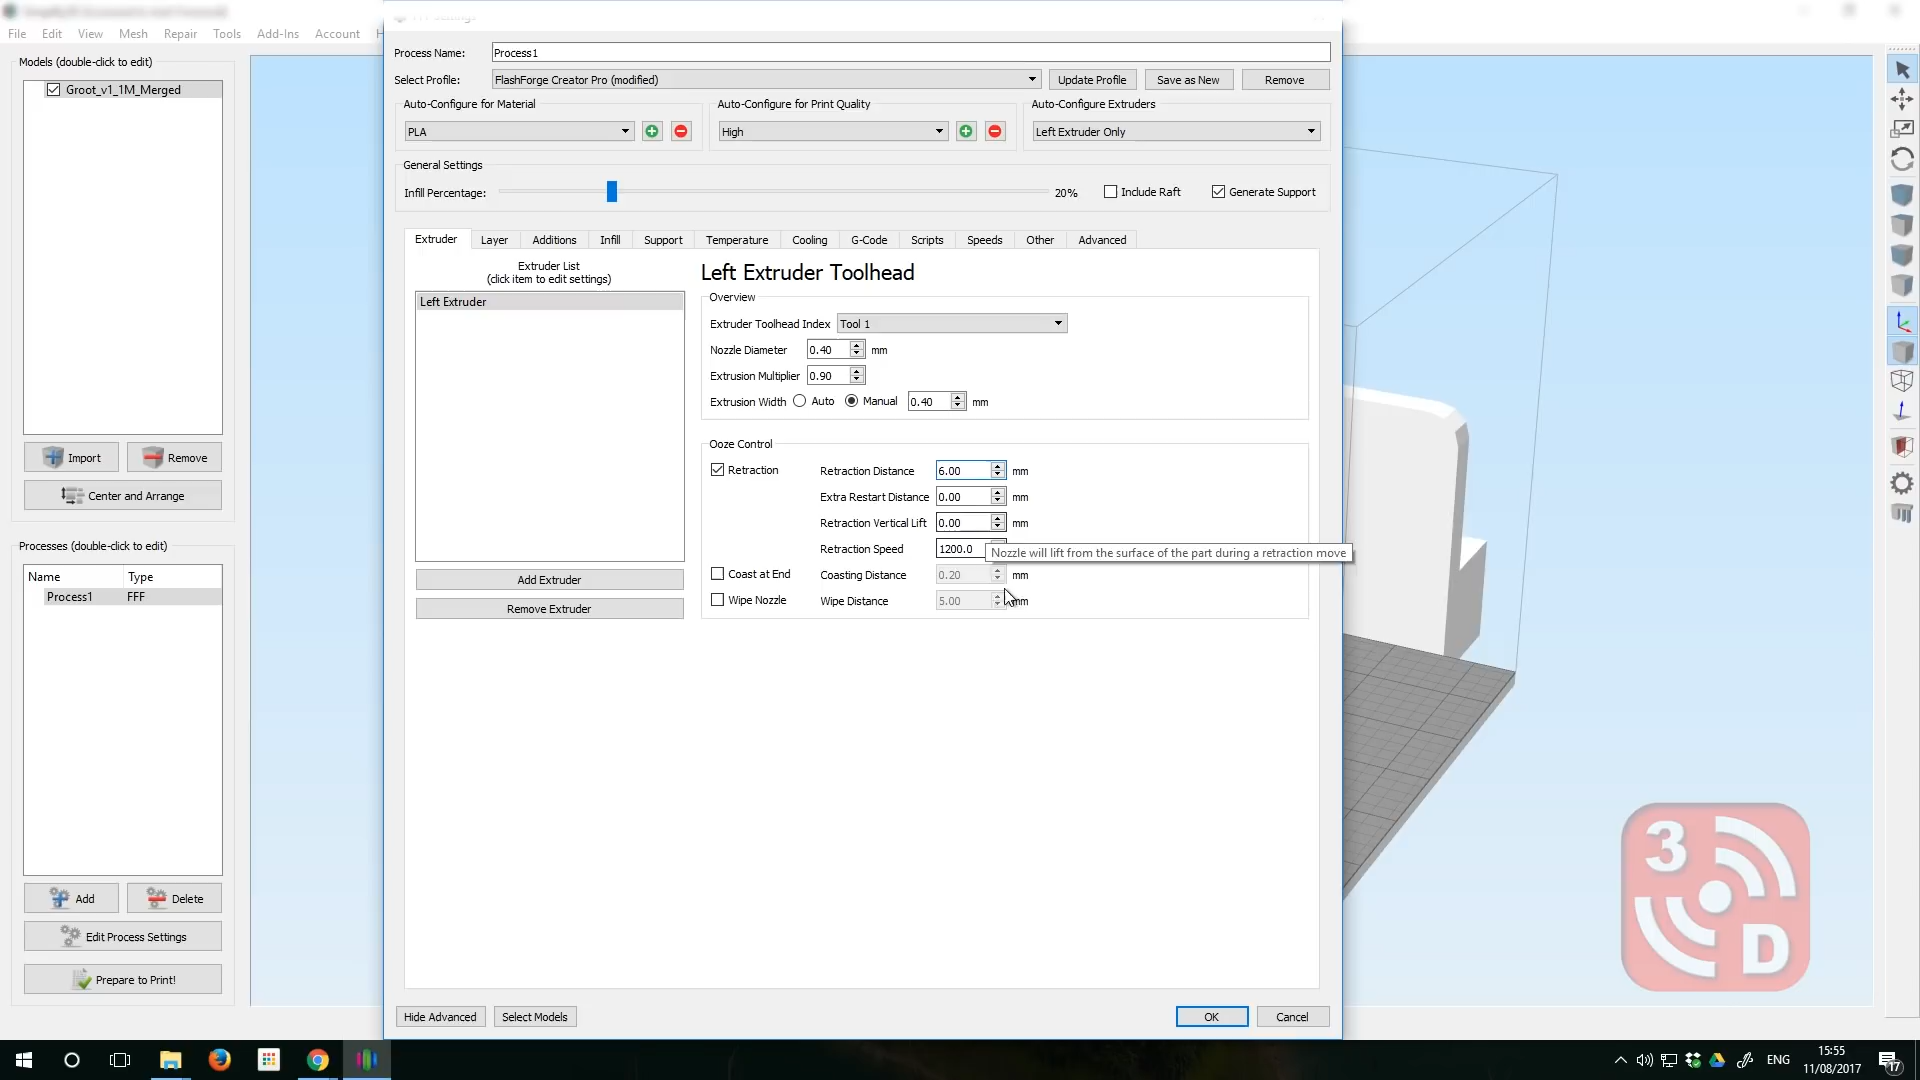 File Edit View Mesh Repair Tools Add-Ins Account
Models (double-click to edit)
Groot_v1_1M_Merged
Import Remove
Center and Arrange
Processes (double-click to edit)
Name Type
Process1 FFF
Add Delete
Edit Process Settings
Prepare to Print!
Process Name: Process1
Select Profile: FlashForge Creator Pro (modified) Update Profile Save as New Remove
Auto-Configure for Material Auto-Configure for Print Quality Auto-Configure Extruders
PLA High Left Extruder Only
General Settings
Infill Percentage: 20% Include Raft Generate Support
Extruder Layer Additions Infill Support Temperature Cooling G-Code Scripts Speeds Other Advanced
Extruder List
(click item to edit settings)
Left Extruder
Add Extruder
Remove Extruder
Left Extruder Toolhead
Overview
Extruder Toolhead Index Tool 1
Nozzle Diameter 0.40 mm
Extrusion Multiplier 0.90
Extrusion Width Auto Manual 0.40 mm
Ooze Control
Retraction Retraction Distance 6.00 mm
Extra Restart Distance 0.00 mm
Retraction Vertical Lift 0.00 mm
Retraction Speed 1200.0
Nozzle will lift from the surface of the part during a retraction move
Coast at End Coasting Distance 0.20 mm
Wipe Nozzle Wipe Distance 5.00 mm
Hide Advanced Select Models OK Cancel
3
D
ENG
15:55
11/08/2017
17